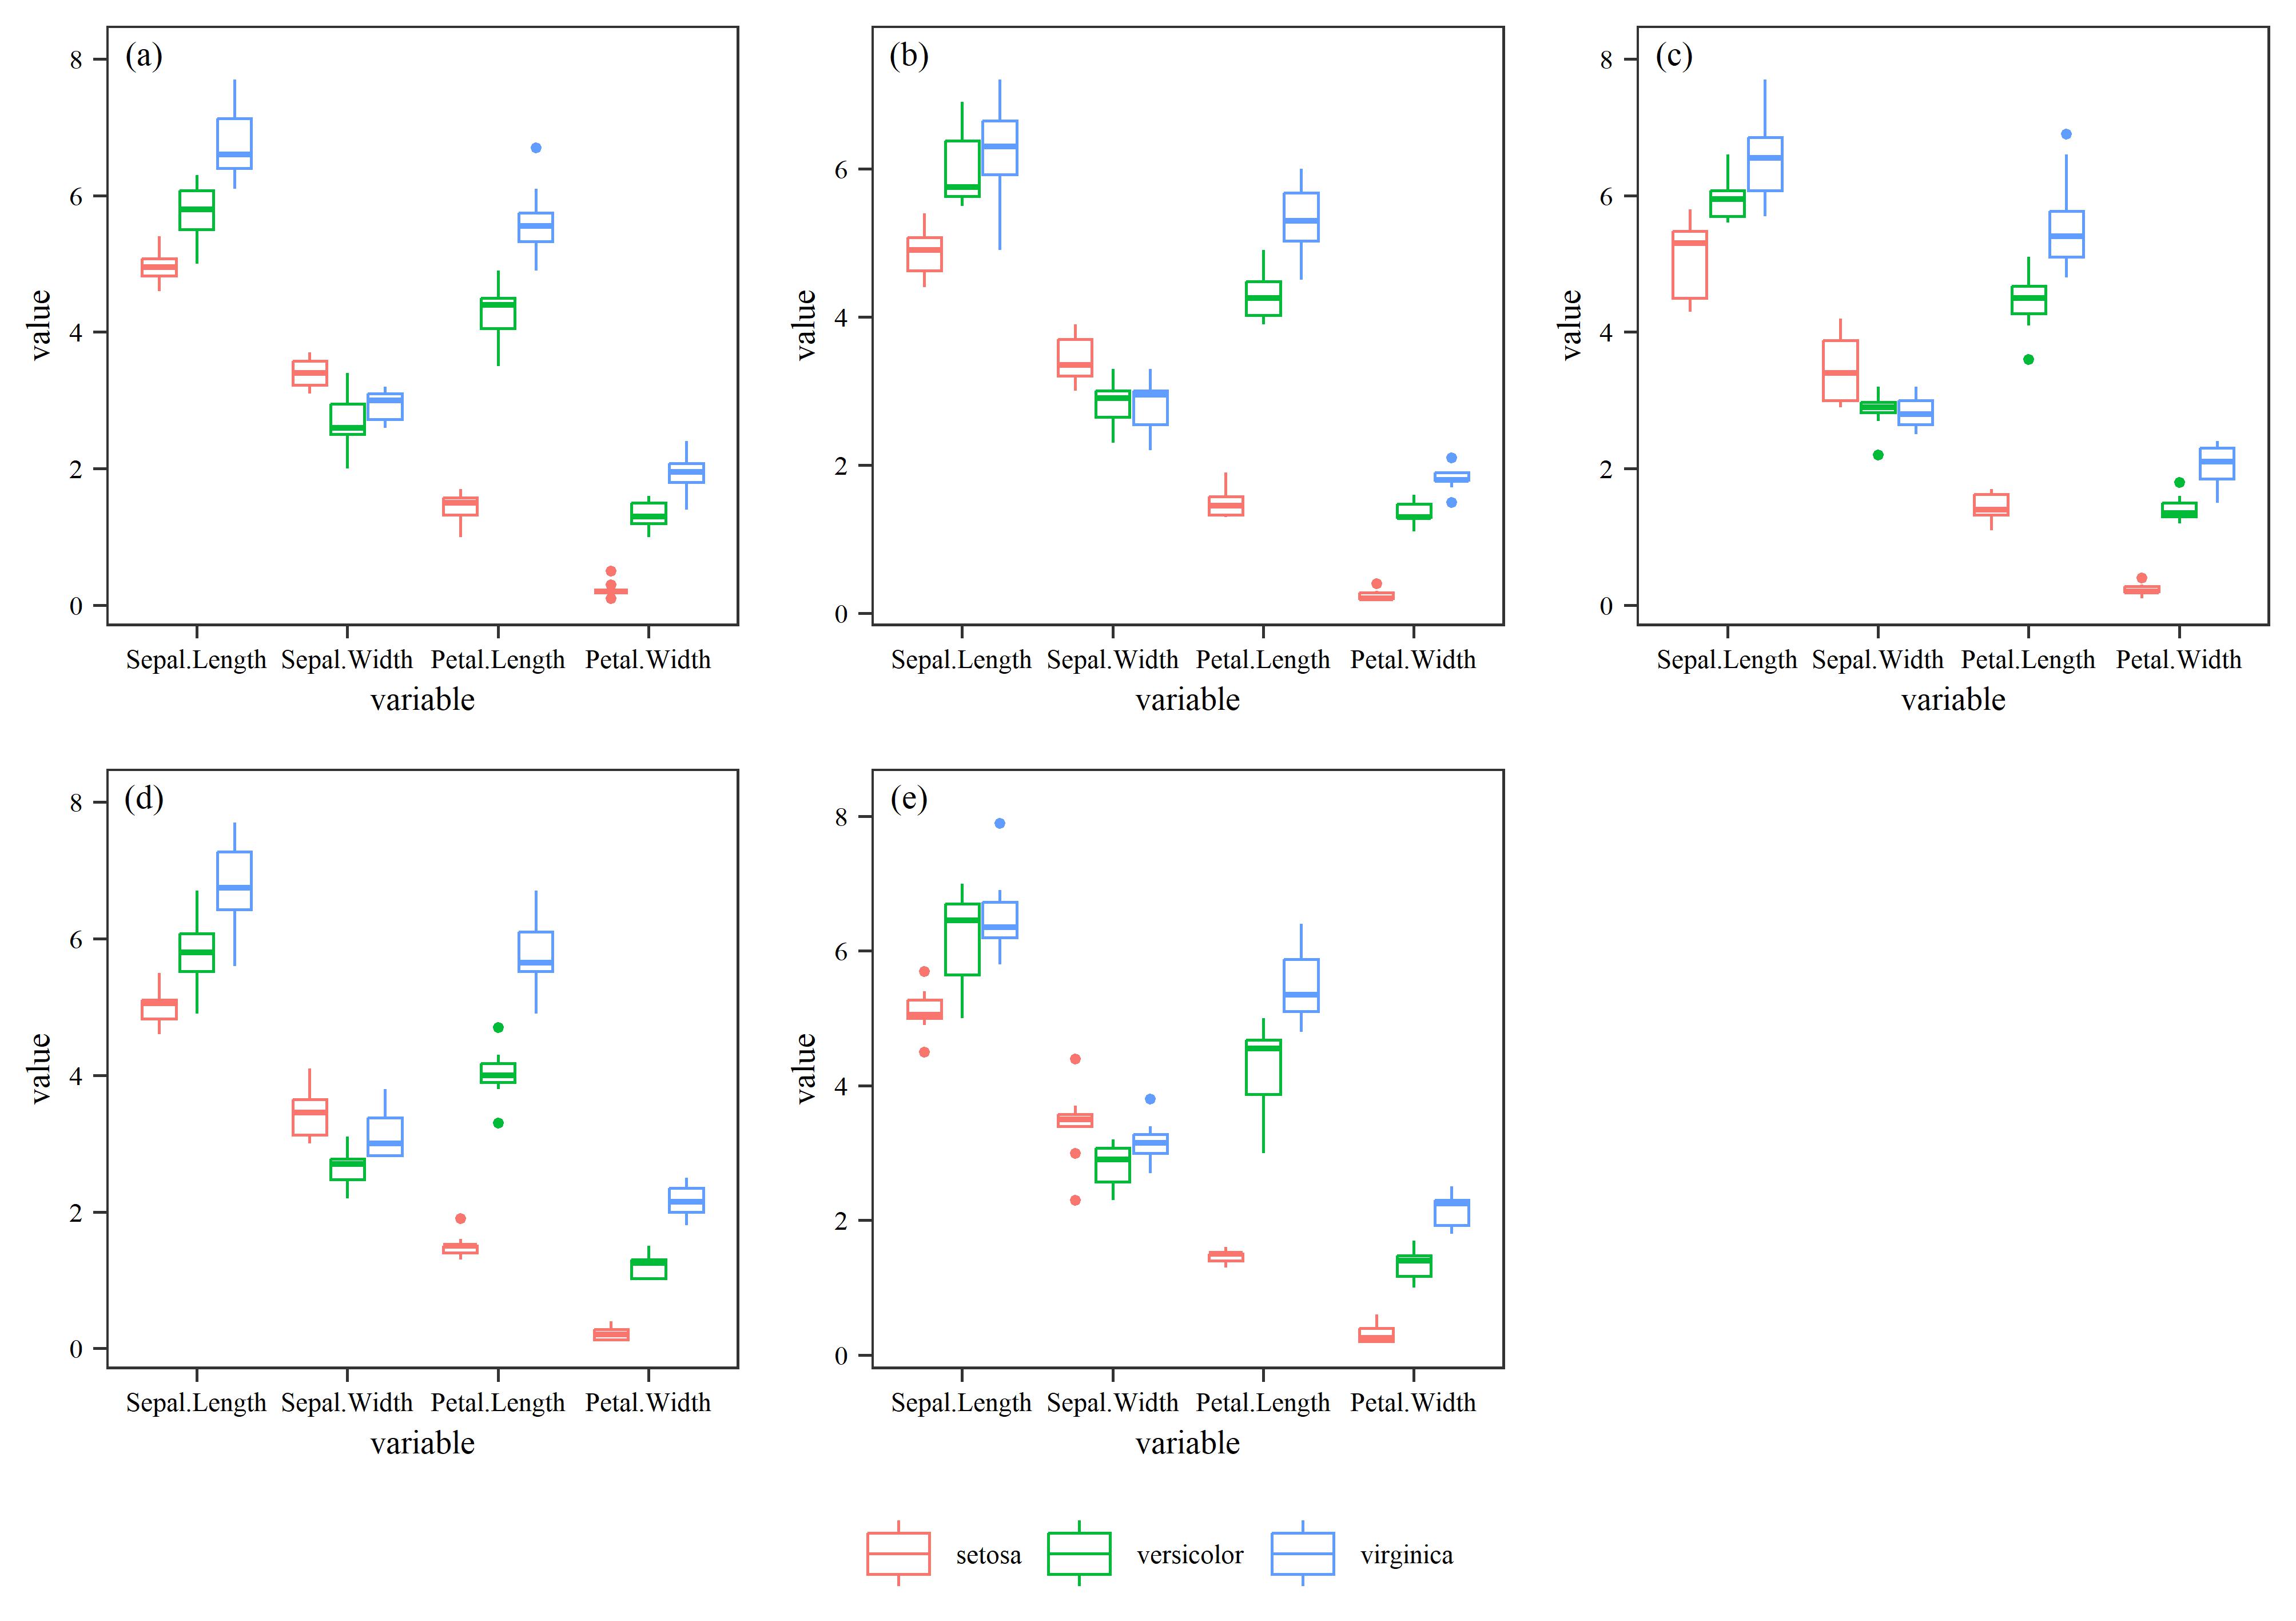 (a)
8
6
4
2
0
value
Sepal.Length Sepal.Width Petal.Length Petal.Width
variable
(b)
6
4
2
0
value
Sepal.Length Sepal.Width Petal.Length Petal.Width
variable
(c)
8
6
4
2
0
value
Sepal.Length Sepal.Width Petal.Length Petal.Width
variable
(d)
8
6
4
2
0
value
Sepal.Length Sepal.Width Petal.Length Petal.Width
variable
(e)
8
6
4
2
0
value
Sepal.Length Sepal.Width Petal.Length Petal.Width
variable
setosa versicolor virginica